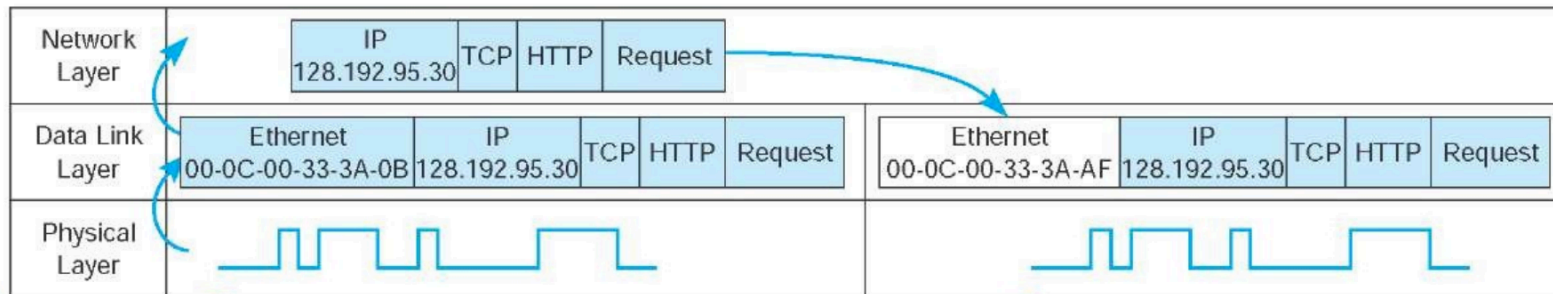 Network
Layer
IP
128.192.95.30
TCP
HTTP
Request
Data Link
Layer
Ethernet
00-0C-00-33-3A-0B
IP
128.192.95.30
TCP
HTTP
Request
Ethernet
00-0C-00-33-3A-AF
IP
128.192.95.30
TCP
HTTP
Request
Physical
Layer